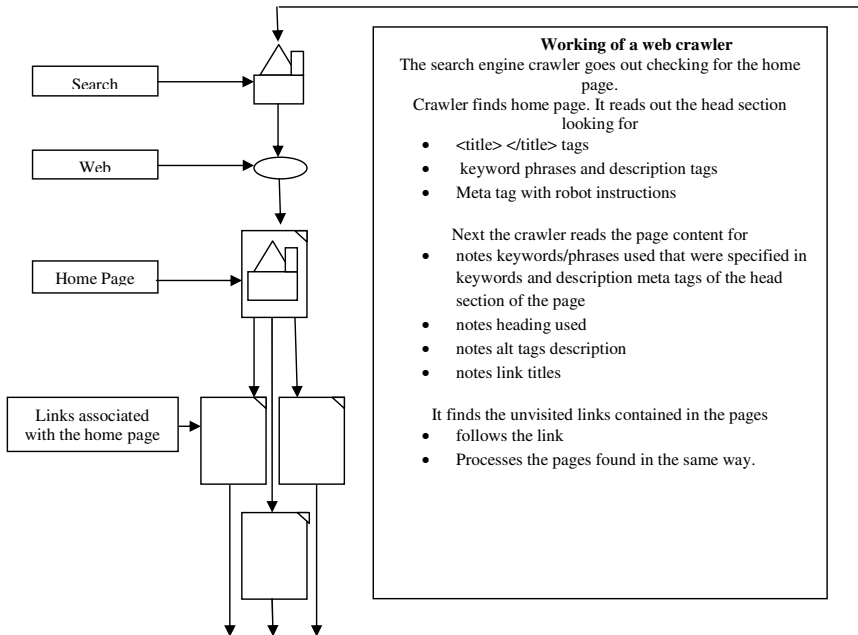 Search
Web
Home Page
Links associated
with the home page
Working of a web crawler
The search engine crawler goes out checking for the home
page.
Crawler finds home page. It reads out the head section
looking for
• <title> </title> tags
• keyword phrases and description tags
• Meta tag with robot instructions
Next the crawler reads the page content for
• notes keywords/phrases used that were specified in
keywords and description meta tags of the head
section of the page
• notes heading used
• notes alt tags description
• notes link titles
It finds the unvisited links contained in the pages
• follows the link
• Processes the pages found in the same way.